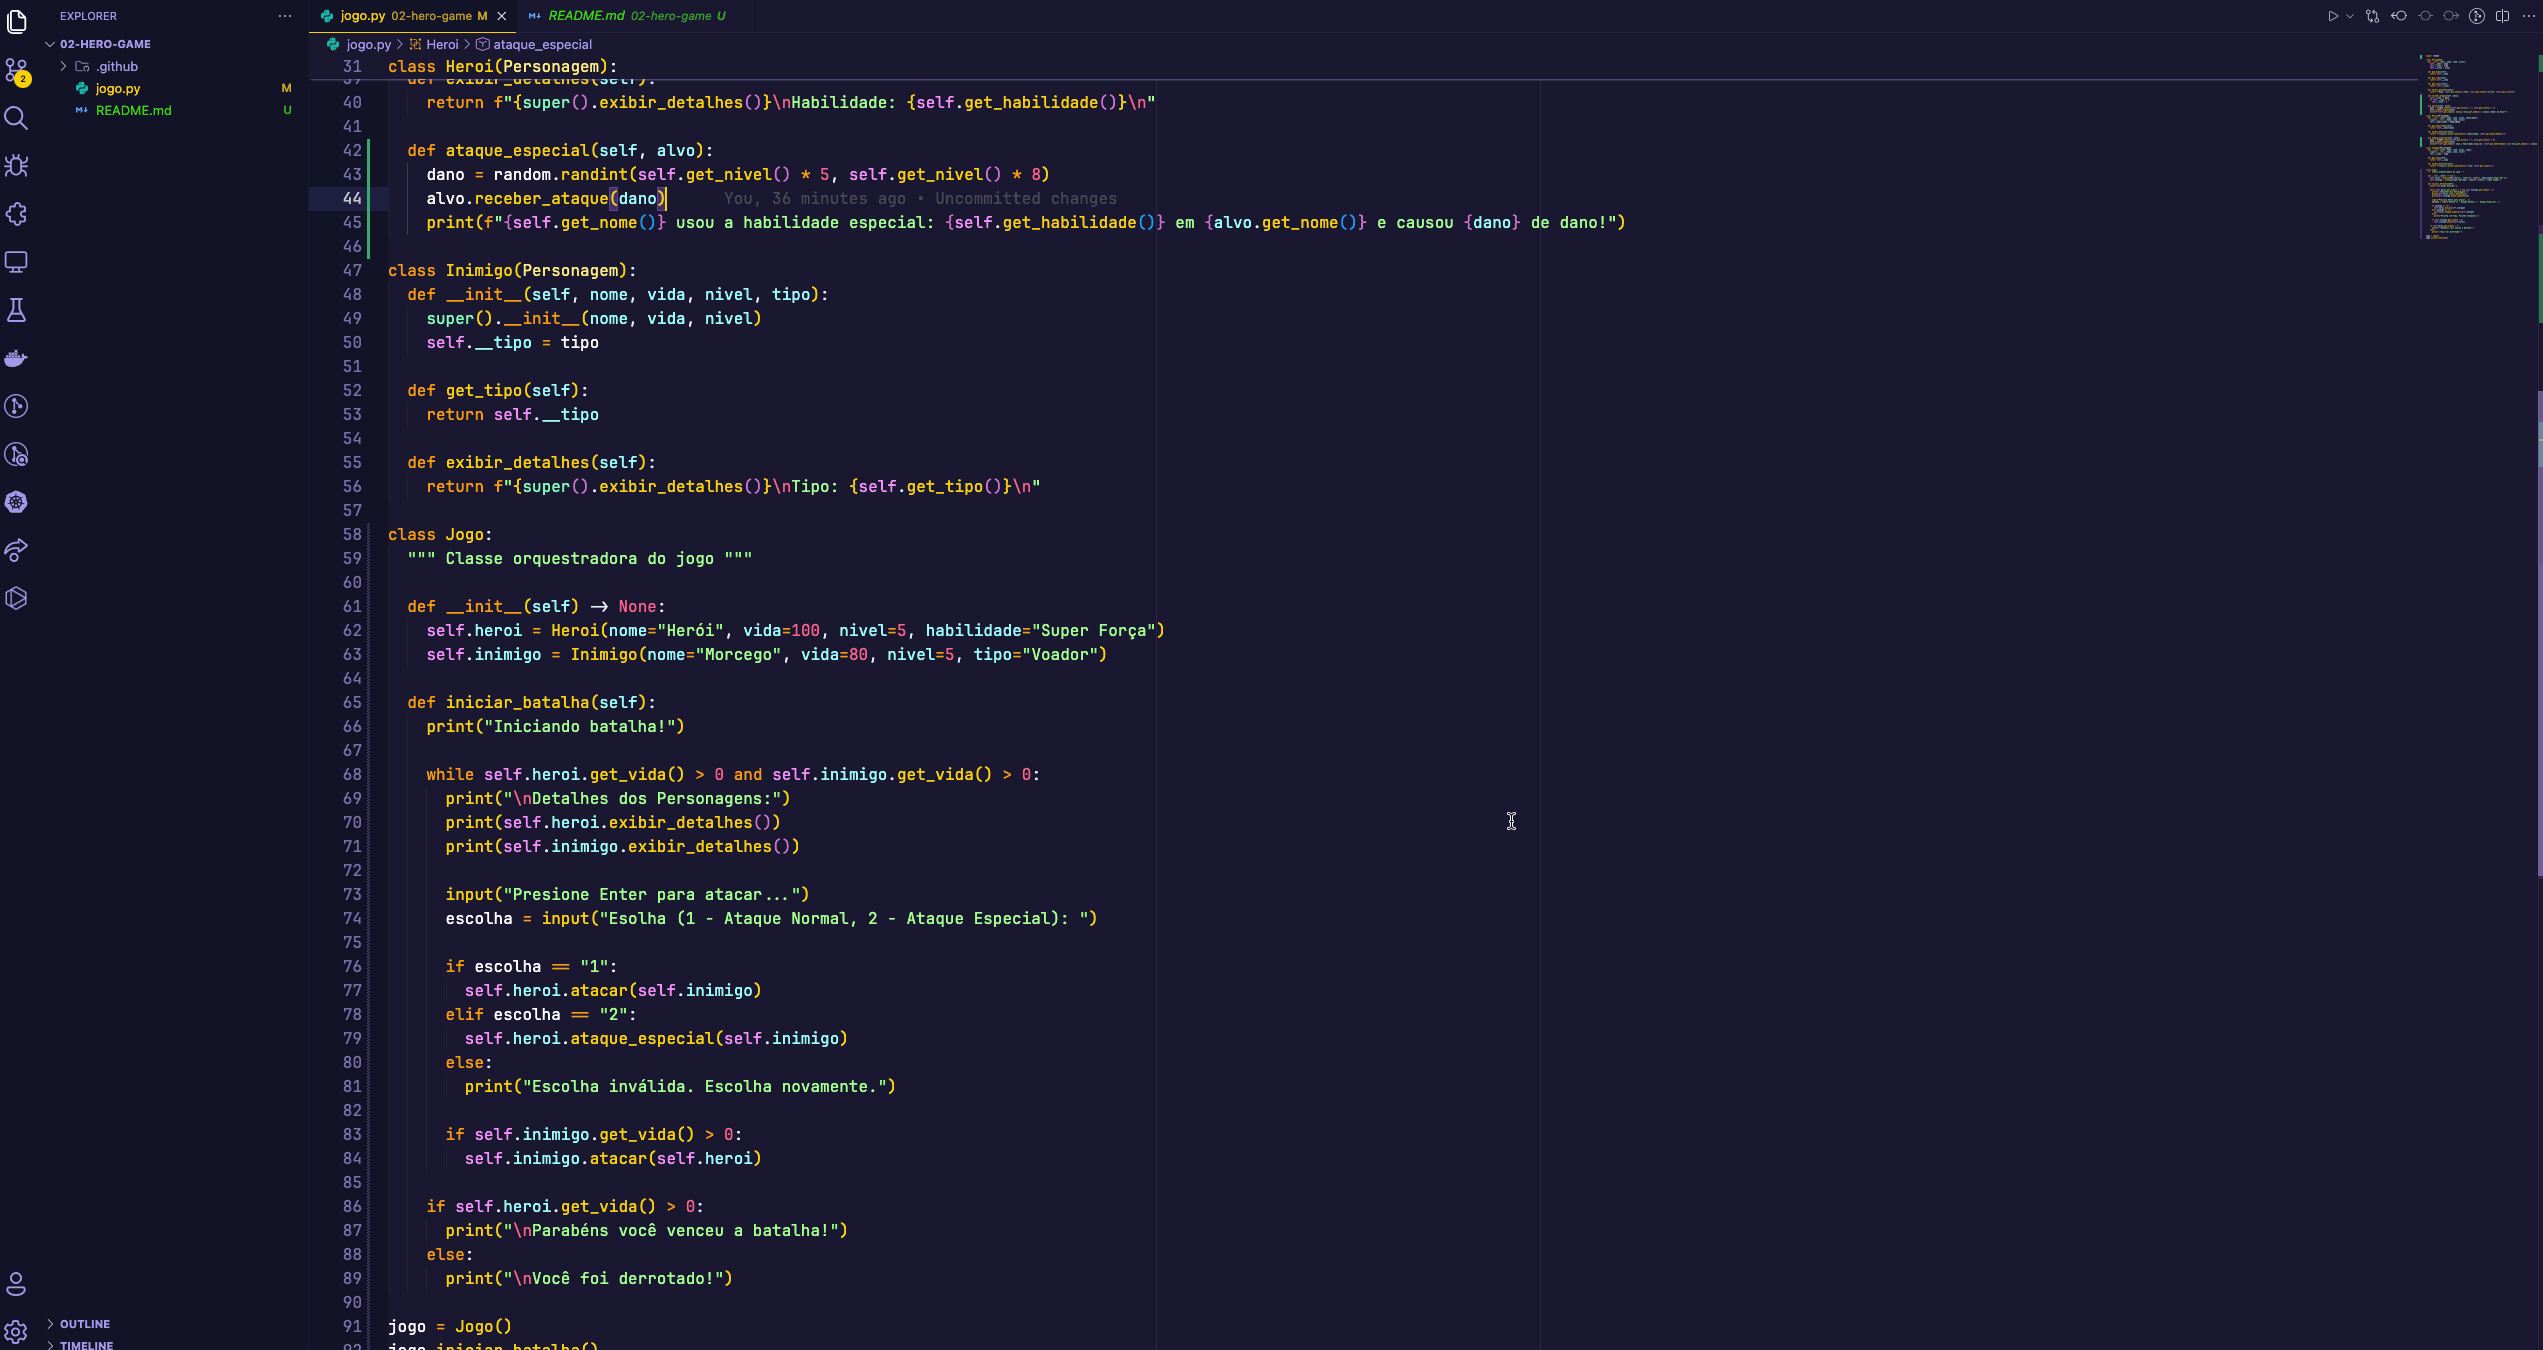 EXPLORER
02-HERO-GAME
.github
jogo.py M
README.md U
2
OUTLINE
TIMELINE
jogo.py 02-hero-game M
README.md 02-hero-game U
jogo.py > Heroi > ataque_especial
31 class Heroi(Personagem):
39 def exibir_detalhes(self):
40 return f"{super().exibir_detalhes()}\nHabilidade: {self.get_habilidade()}\n"
41
42 def ataque_especial(self, alvo):
43 dano = random.randint(self.get_nivel() * 5, self.get_nivel() * 8)
44 alvo.receber_ataque(dano) You, 36 minutes ago • Uncommitted changes
45 print(f"{self.get_nome()} usou a habilidade especial: {self.get_habilidade()} em {alvo.get_nome()} e causou {dano} de dano!")
46
47 class Inimigo(Personagem):
48 def __init__(self, nome, vida, nivel, tipo):
49 super().__init__(nome, vida, nivel)
50 self.__tipo = tipo
51
52 def get_tipo(self):
53 return self.__tipo
54
55 def exibir_detalhes(self):
56 return f"{super().exibir_detalhes()}\nTipo: {self.get_tipo()}\n"
57
58 class Jogo:
59 """ Classe orquestradora do jogo """
60
61 def __init__(self) -> None:
62 self.heroi = Heroi(nome="Herói", vida=100, nivel=5, habilidade="Super Força")
63 self.inimigo = Inimigo(nome="Morcego", vida=80, nivel=5, tipo="Voador")
64
65 def iniciar_batalha(self):
66 print("Iniciando batalha!")
67
68 while self.heroi.get_vida() > 0 and self.inimigo.get_vida() > 0:
69 print("\nDetalhes dos Personagens:")
70 print(self.heroi.exibir_detalhes())
71 print(self.inimigo.exibir_detalhes())
72
73 input("Presione Enter para atacar...")
74 escolha = input("Esolha (1 - Ataque Normal, 2 - Ataque Especial): ")
75
76 if escolha == "1":
77 self.heroi.atacar(self.inimigo)
78 elif escolha == "2":
79 self.heroi.ataque_especial(self.inimigo)
80 else:
81 print("Escolha inválida. Escolha novamente.")
82
83 if self.inimigo.get_vida() > 0:
84 self.inimigo.atacar(self.heroi)
85
86 if self.heroi.get_vida() > 0:
87 print("\nParabéns você venceu a batalha!")
88 else:
89 print("\nVocê foi derrotado!")
90
91 jogo = Jogo()
92 jogo.iniciar_batalha()